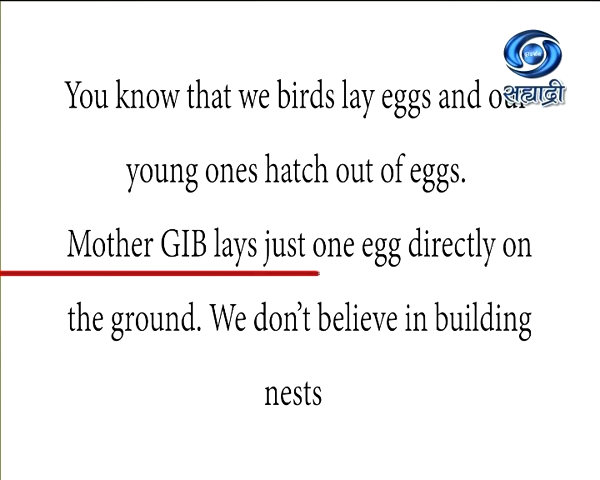 सह्याद्री
You know that we birds lay eggs and our
young ones hatch out of eggs.
Mother GIB lays just one egg directly on
the ground. We don’t believe in building
nests